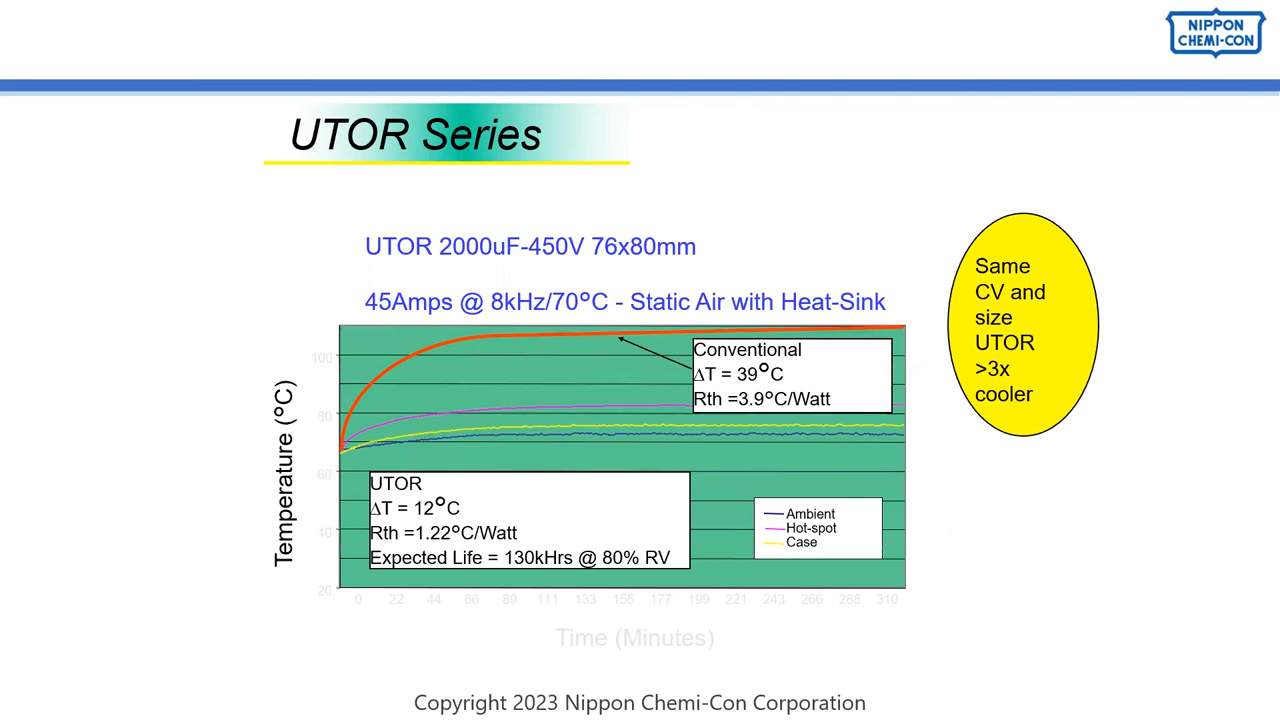 NIPPON
CHEMI-CON
UTOR Series
UTOR 2000uF-450V 76x80mm
45Amps @ 8kHz/70°C - Static Air with Heat-Sink
Same
CV and
size
UTOR
>3x
cooler
Temperature (°C)
100
80
60
40
20
Conventional
ΔT = 39°C
Rth =3.9°C/Watt
UTOR
ΔT = 12°C
Rth =1.22°C/Watt
Expected Life = 130kHrs @ 80% RV
Ambient
Hot-spot
Case
0 22 44 66 89 111 133 155 177 199 221 243 266 288 310
Time (Minutes)
Copyright 2023 Nippon Chemi-Con Corporation